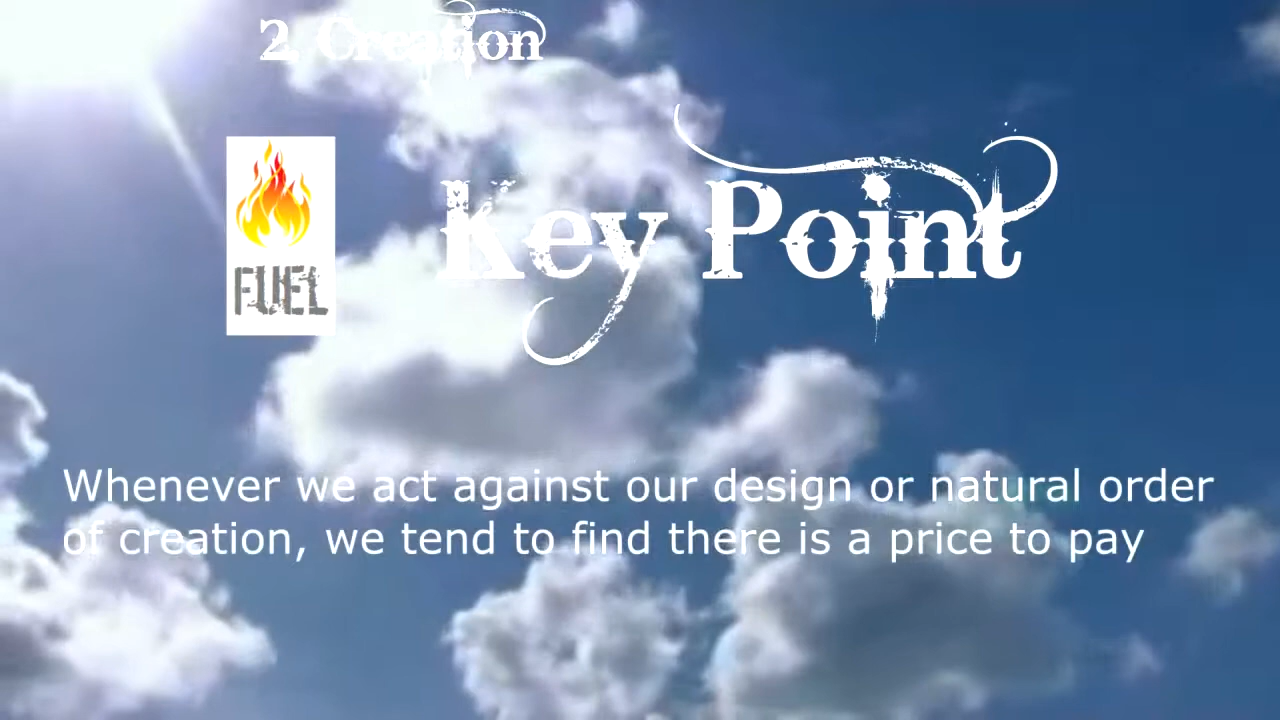 2. Creation
Key Point
FUEL
Whenever we act against our design or natural order
of creation, we tend to find there is a price to pay